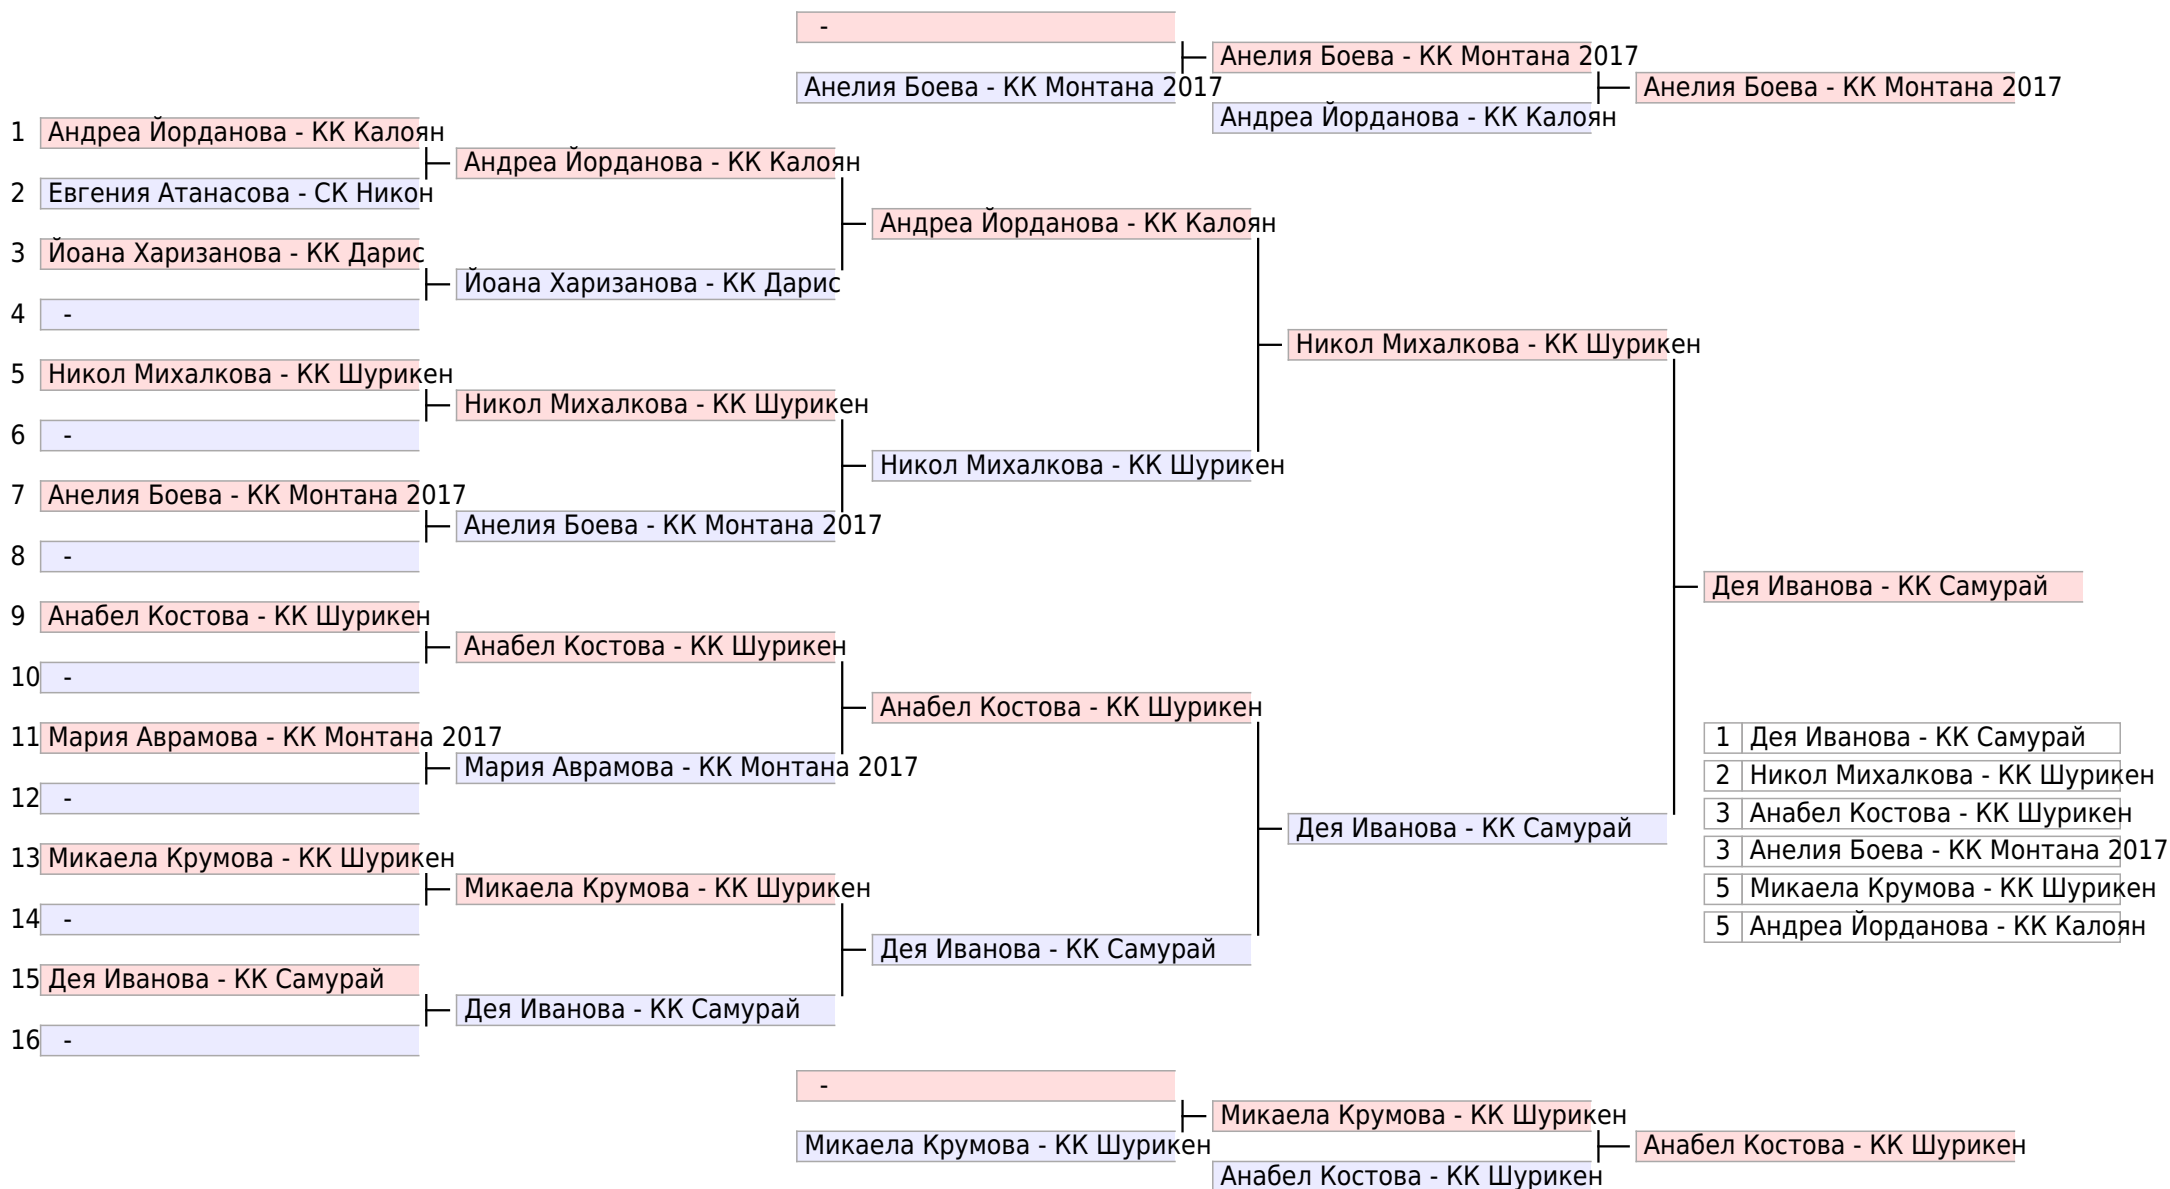 -
Анелия Боева - КК Монтана 2017
Анелия Боева - КК Монтана 2017
Анелия Боева - КК Монтана 2017
Андреа Йорданова - КК Калоян
1 Андреа Йорданова - КК Калоян
2 Евгения Атанасова - СК Никон
3 Йоана Харизанова - КК Дарис
4 -
5 Никол Михалкова - КК Шурикен
6 -
7 Анелия Боева - КК Монтана 2017
8 -
9 Анабел Костова - КК Шурикен
10 -
11 Мария Аврамова - КК Монтана 2017
12 -
13 Микаела Крумова - КК Шурикен
14 -
15 Дея Иванова - КК Самурай
16 -
Андреа Йорданова - КК Калоян
Йоана Харизанова - КК Дарис
Никол Михалкова - КК Шурикен
Анелия Боева - КК Монтана 2017
Анабел Костова - КК Шурикен
Мария Аврамова - КК Монтана 2017
Микаела Крумова - КК Шурикен
Дея Иванова - КК Самурай
Андреа Йорданова - КК Калоян
Никол Михалкова - КК Шурикен
Анабел Костова - КК Шурикен
Дея Иванова - КК Самурай
Никол Михалкова - КК Шурикен
Дея Иванова - КК Самурай
Дея Иванова - КК Самурай
1 Дея Иванова - КК Самурай
2 Никол Михалкова - КК Шурикен
3 Анабел Костова - КК Шурикен
3 Анелия Боева - КК Монтана 2017
5 Микаела Крумова - КК Шурикен
5 Андреа Йорданова - КК Калоян
-
Микаела Крумова - КК Шурикен
Микаела Крумова - КК Шурикен
Анабел Костова - КК Шурикен
Анабел Костова - КК Шурикен